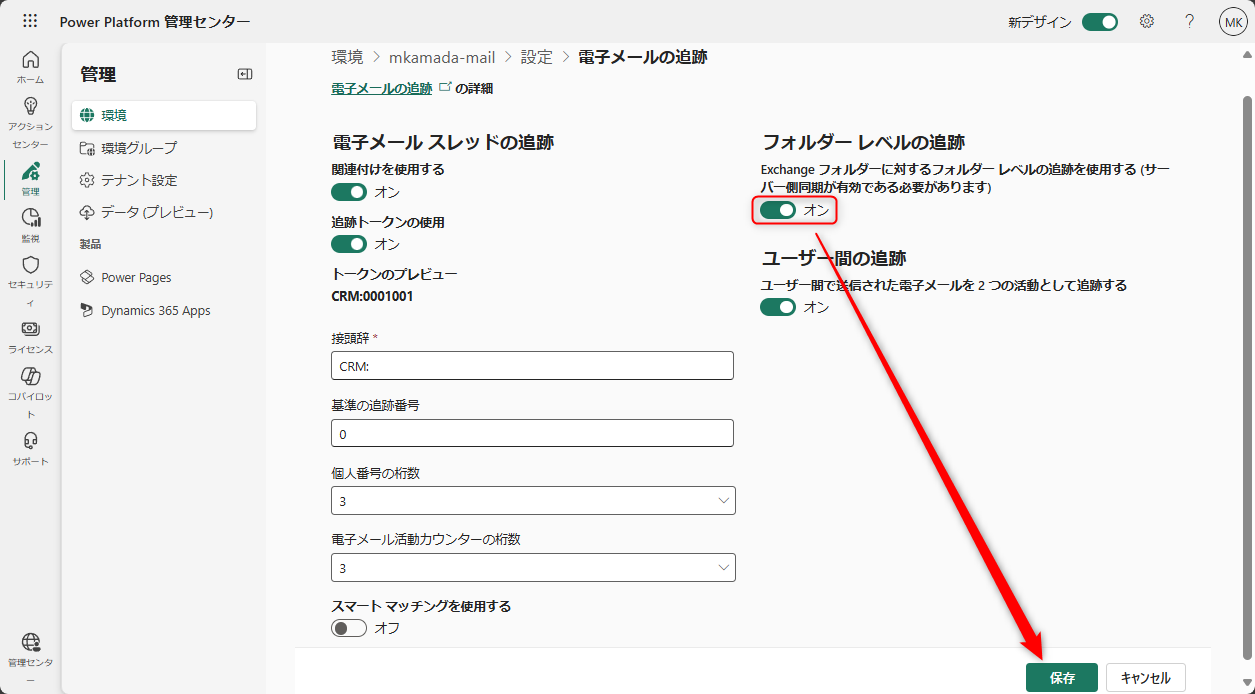 Power Platform 管理センター
新デザイン
?
MK
ホーム
アクション
センター
管理
監視
セキュリテ
ィ
ライセンス
コパイロッ
ト
サポート
管理センタ
ー
管理
環境
環境グループ
テナント設定
データ (プレビュー)
製品
Power Pages
Dynamics 365 Apps
環境 > mkamada-mail > 設定 > 電子メールの追跡
電子メールの追跡 の詳細
電子メール スレッドの追跡
関連付けを使用する
オン
追跡トークンの使用
オン
トークンのプレビュー
CRM:0001001
接頭辞 *
CRM:
基準の追跡番号
0
個人番号の桁数
3
電子メール活動カウンターの桁数
3
スマート マッチングを使用する
オフ
フォルダー レベルの追跡
Exchange フォルダーに対するフォルダー レベルの追跡を使用する (サー
バー側同期が有効である必要があります)
オン
ユーザー間の追跡
ユーザー間で送信された電子メールを 2 つの活動として追跡する
オン
保存
キャンセル